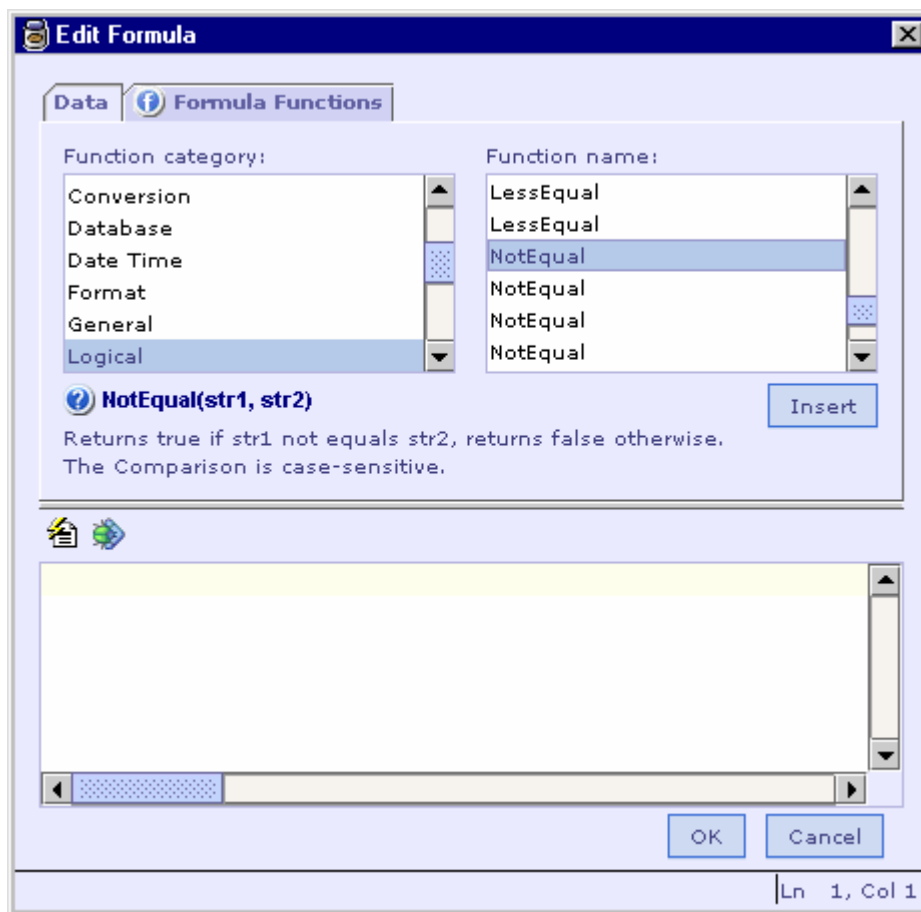 Edit Formula
Data
Formula Functions
Function category:
Conversion
Database
Date Time
Format
General
Logical
Function name:
LessEqual
LessEqual
NotEqual
NotEqual
NotEqual
NotEqual
NotEqual(str1, str2)
Insert
Returns true if str1 not equals str2, returns false otherwise.
The Comparison is case-sensitive.
OK
Cancel
Ln 1, Col 1